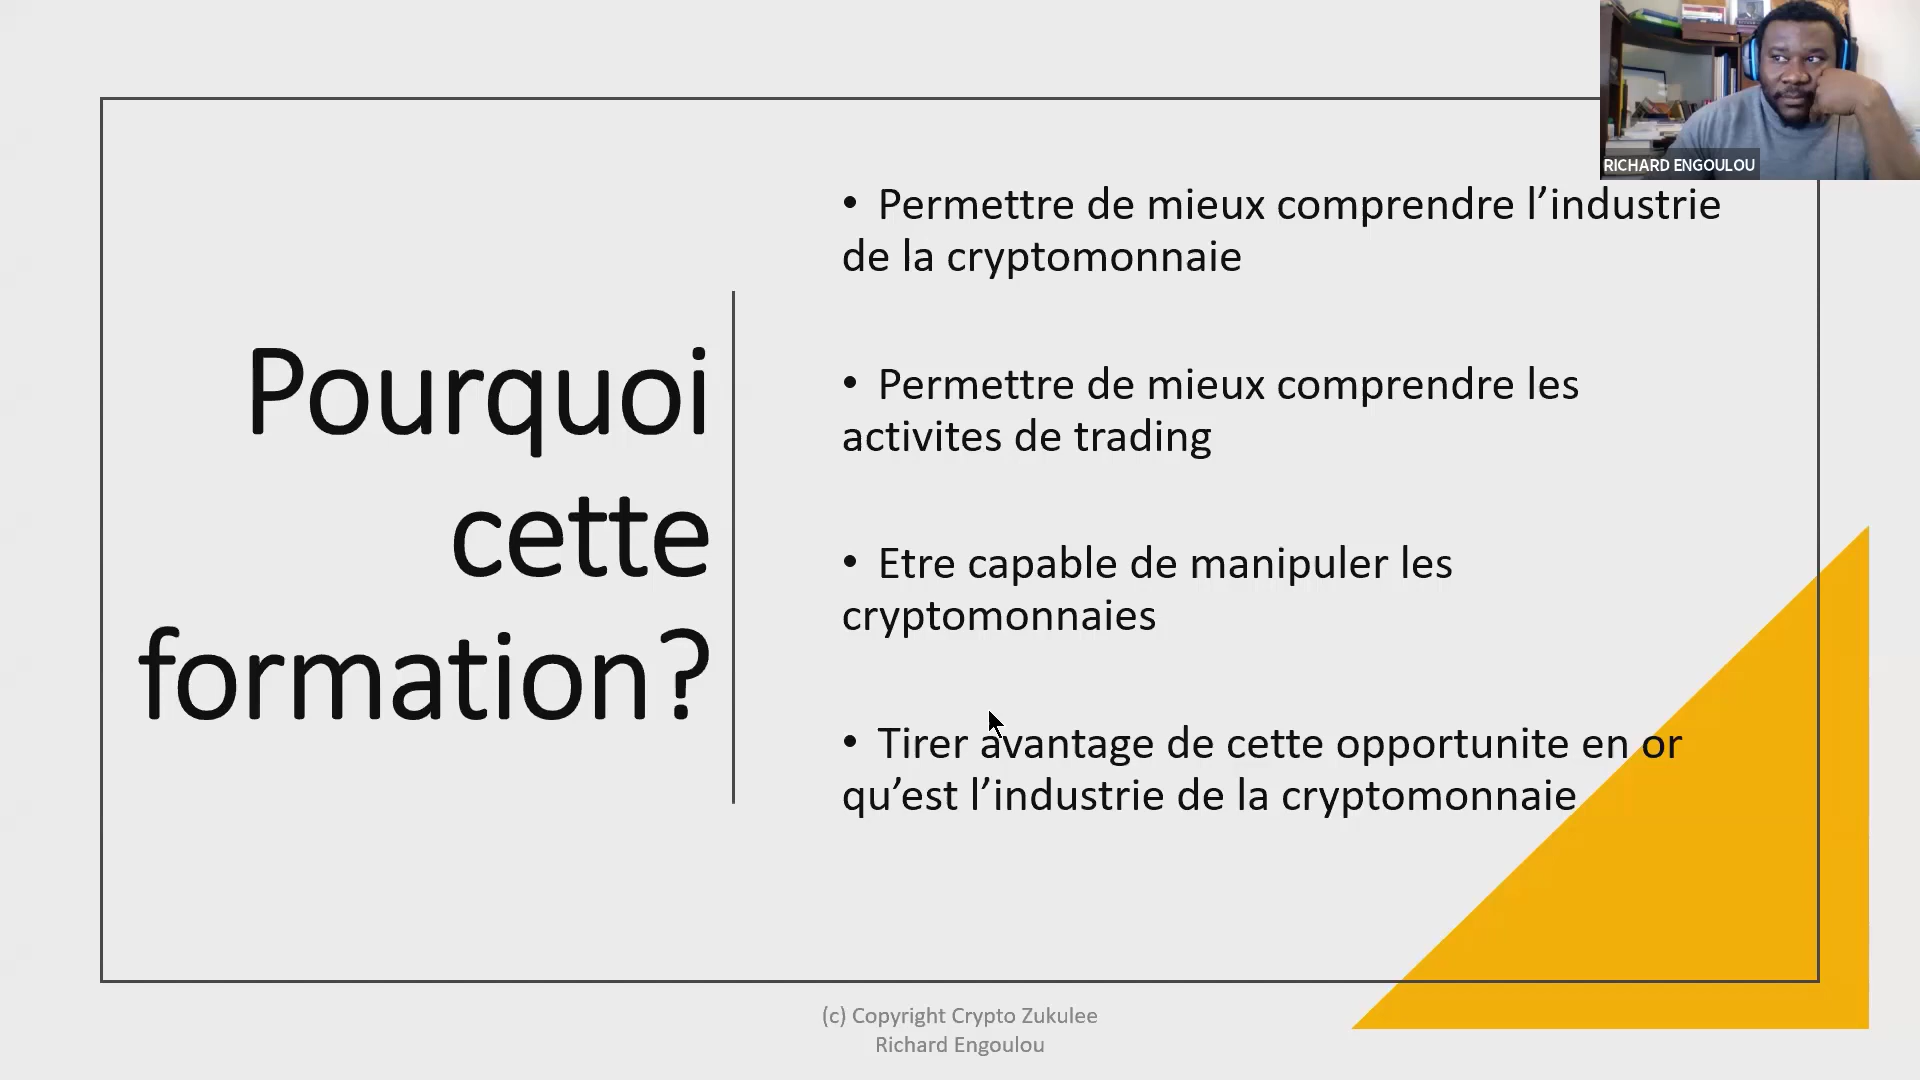 RICHARD ENGOULOU
Pourquoi
cette
formation?
• Permettre de mieux comprendre l’industrie
de la cryptomonnaie
• Permettre de mieux comprendre les
activites de trading
• Etre capable de manipuler les
cryptomonnaies
• Tirer avantage de cette opportunite en or
qu’est l’industrie de la cryptomonnaie
(c) Copyright Crypto Zukulee
Richard Engoulou